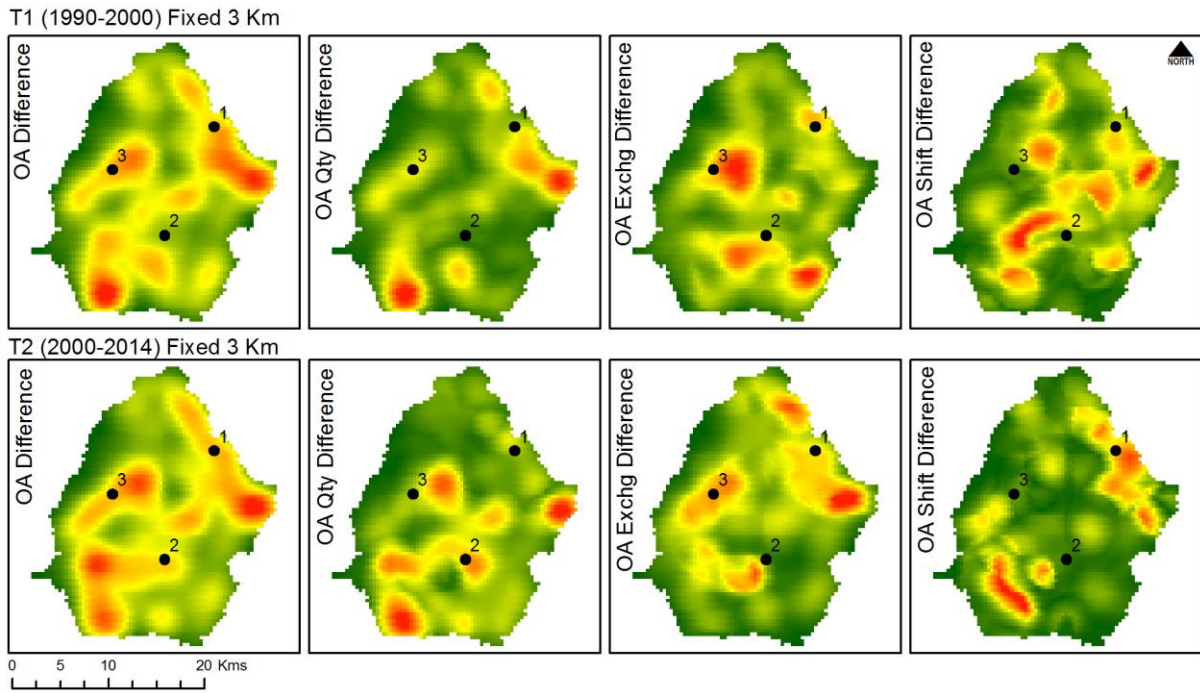 T1 (1990-2000) Fixed 3 Km
OA Difference
1
3
2
OA Qty Difference
1
3
2
OA Exchg Difference
1
3
2
OA Shift Difference
NORTH
1
3
2
T2 (2000-2014) Fixed 3 Km
OA Difference
1
3
2
OA Qty Difference
1
3
2
OA Exchg Difference
1
3
2
OA Shift Difference
1
3
2
0 5 10 20 Kms